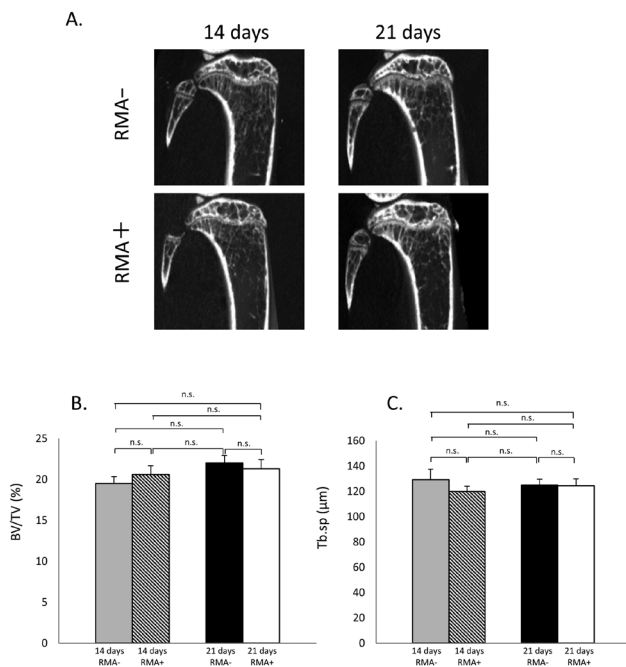 A.
14 days
21 days
RMA−
RMA+
B.
n.s.
n.s.
n.s.
n.s.
n.s.
n.s.
BV/TV (%)
25
20
15
10
5
0
14 days
RMA-
14 days
RMA+
21 days
RMA-
21 days
RMA+
C.
n.s.
n.s.
n.s.
n.s.
n.s.
n.s.
Tb.sp (μm)
160
140
120
100
80
60
40
20
0
14 days
RMA-
14 days
RMA+
21 days
RMA-
21 days
RMA+